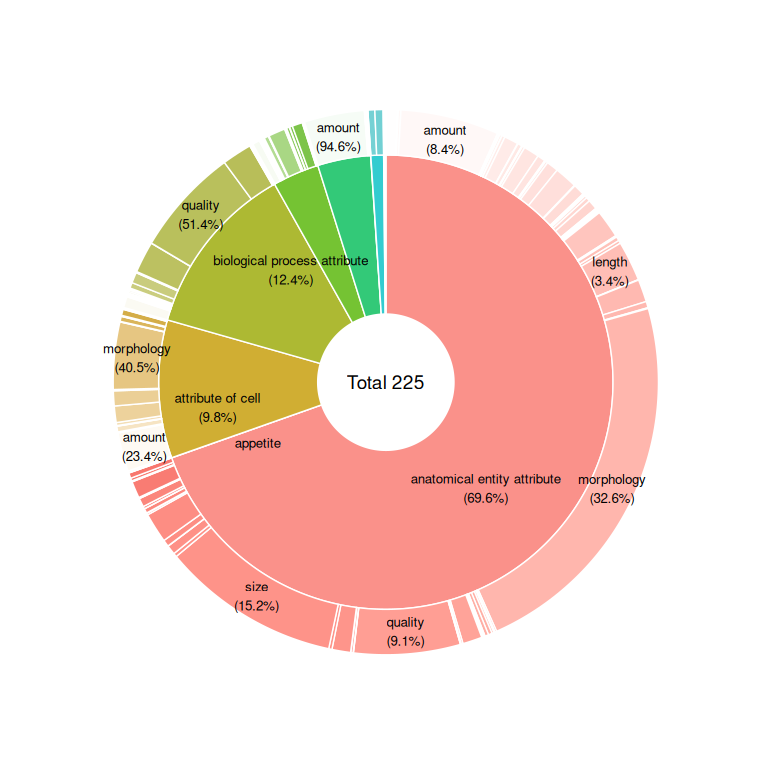 amount
(94.6%)
amount
(8.4%)
quality
(51.4%)
biological process attribute
(12.4%)
length
(3.4%)
morphology
(40.5%)
Total 225
attribute of cell
(9.8%)
amount
(23.4%)
appetite
anatomical entity attribute
(69.6%)
morphology
(32.6%)
size
(15.2%)
quality
(9.1%)